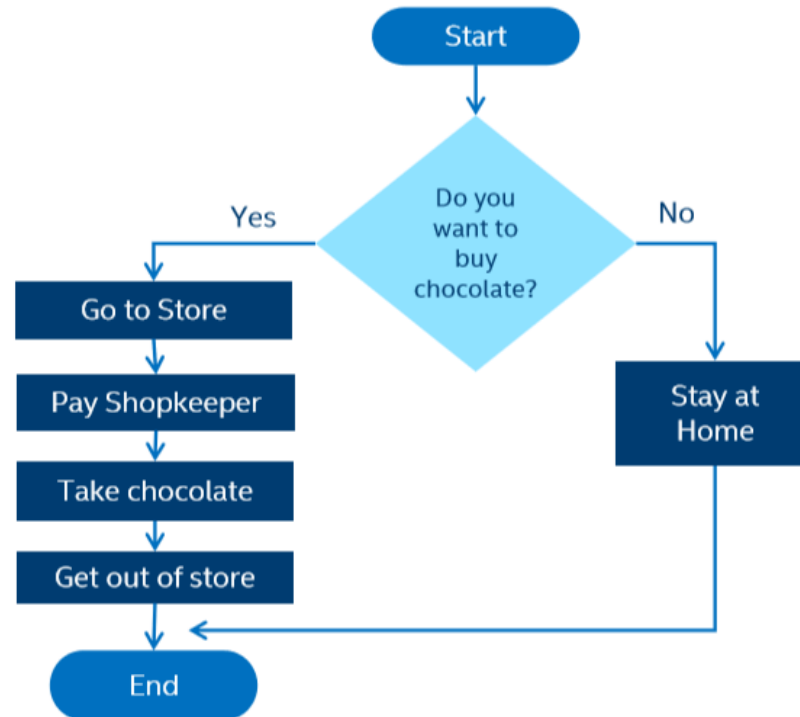 Start
Do you
want to
buy
chocolate?
Yes
No
Go to Store
Pay Shopkeeper
Take chocolate
Get out of store
Stay at
Home
End